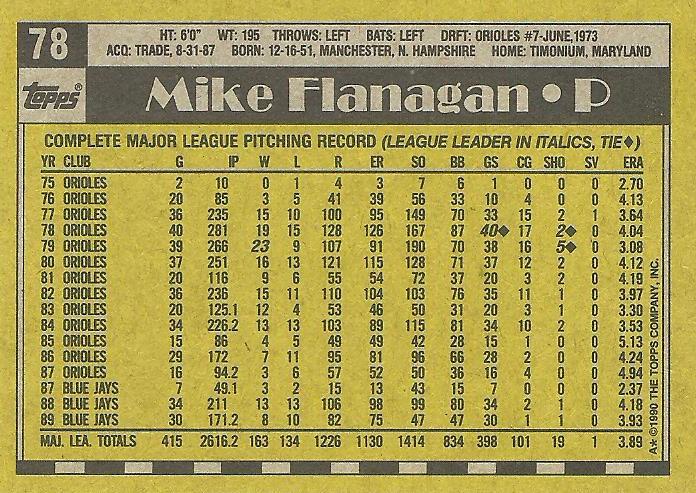 78
HT: 6'0" WT: 195 THROWS: LEFT BATS: LEFT DRFT: ORIOLES #7-JUNE,1973
ACQ: TRADE, 8-31-87 BORN: 12-16-51, MANCHESTER, N. HAMPSHIRE HOME: TIMONIUM, MARYLAND
TOPPS®
Mike Flanagan • P
COMPLETE MAJOR LEAGUE PITCHING RECORD (LEAGUE LEADER IN ITALICS, TIE♦)
YR CLUB G IP W L R ER SO BB GS CG SHO SV ERA
75 ORIOLES 2 10 0 1 4 3 7 6 1 0 0 0 2.70
76 ORIOLES 20 85 3 5 41 39 56 33 10 4 0 0 4.13
77 ORIOLES 36 235 15 10 100 95 149 70 33 15 2 1 3.64
78 ORIOLES 40 281 19 15 128 126 167 87 40♦ 17 2♦ 0 4.04
79 ORIOLES 39 266 23 9 107 91 190 70 38 16 5♦ 0 3.08
80 ORIOLES 37 251 16 13 121 115 128 71 37 12 2 0 4.12
81 ORIOLES 20 116 9 6 55 54 72 37 20 3 2 0 4.19
82 ORIOLES 36 236 15 11 110 104 103 76 35 11 1 0 3.97
83 ORIOLES 20 125.1 12 4 53 46 50 31 20 3 1 0 3.30
84 ORIOLES 34 226.2 13 13 103 89 115 81 34 10 2 0 3.53
85 ORIOLES 15 86 4 5 49 49 42 28 15 1 0 0 5.13
86 ORIOLES 29 172 7 11 95 81 96 66 28 2 0 0 4.24
87 ORIOLES 16 94.2 3 6 57 52 50 36 16 4 0 0 4.94
87 BLUE JAYS 7 49.1 3 2 15 13 43 15 7 0 0 0 2.37
88 BLUE JAYS 34 211 13 13 106 98 99 80 34 2 1 0 4.18
89 BLUE JAYS 30 171.2 8 10 82 75 47 47 30 1 1 0 3.93
MAJ. LEA. TOTALS 415 2616.2 163 134 1226 1130 1414 834 398 101 19 1 3.89
A* ©1990 THE TOPPS COMPANY, INC.